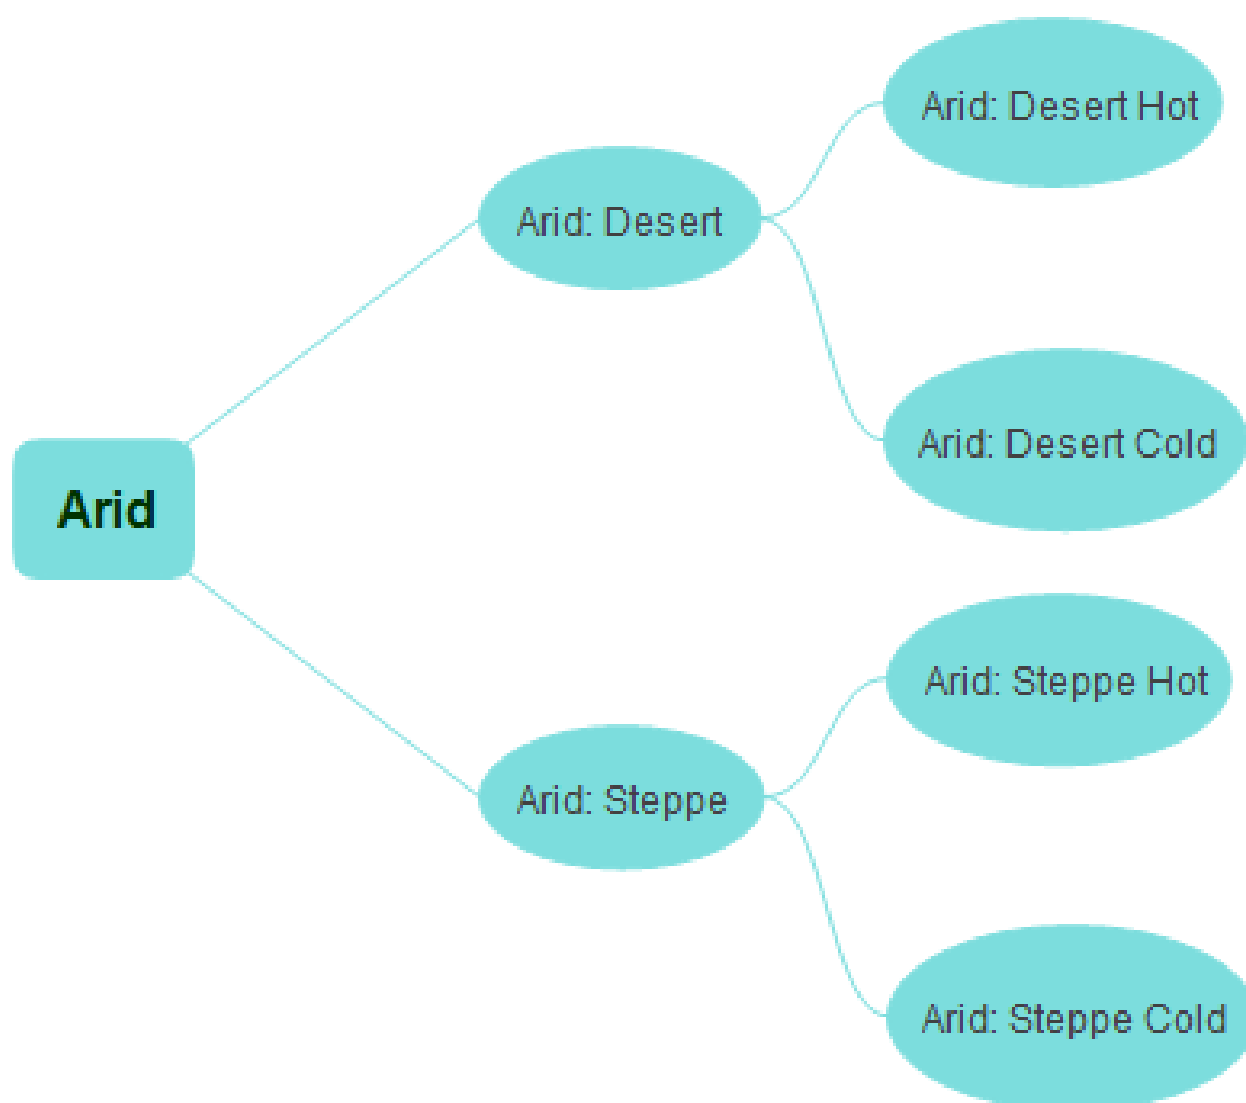 Arid
Arid: Desert
Arid: Desert Hot
Arid: Desert Cold
Arid: Steppe
Arid: Steppe Hot
Arid: Steppe Cold